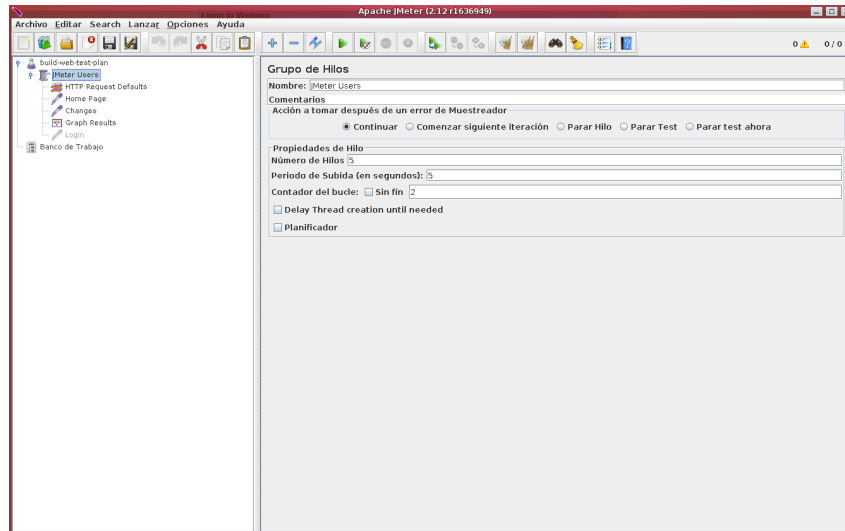 Apache JMeter (2.12 r1636949)
Archivo Editar Search Lanzar Opciones Ayuda
0 0 / 0
build-web-test-plan
JMeter Users
HTTP Request Defaults
Home Page
Changes
Graph Results
Login
Banco de Trabajo
Grupo de Hilos
Nombre: JMeter Users
Comentarios
Acción a tomar después de un error de Muestreador
Continuar Comenzar siguiente iteración Parar Hilo Parar Test Parar test ahora
Propiedades de Hilo
Número de Hilos 5
Periodo de Subida (en segundos): 5
Contador del bucle: Sin fín 2
Delay Thread creation until needed
Planificador